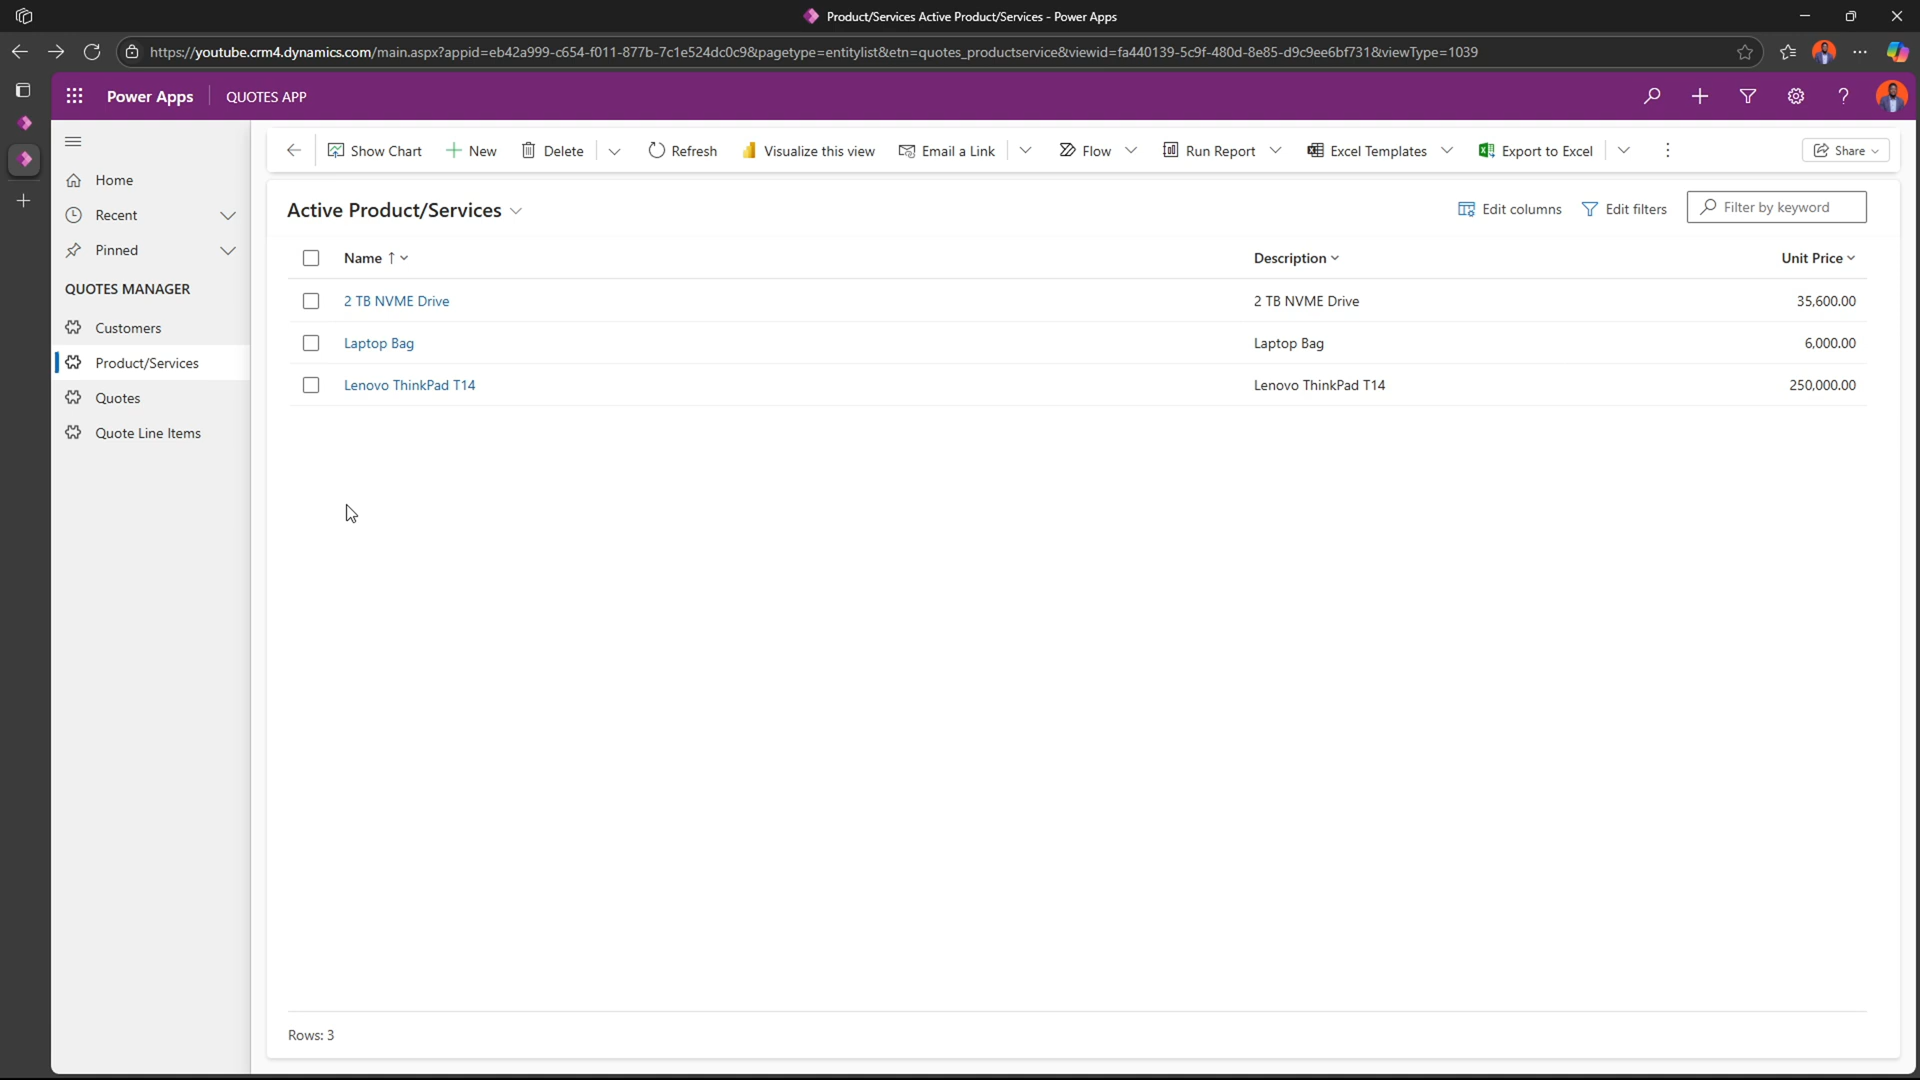 Product/Services Active Product/Services - Power Apps
https://youtube.crm4.dynamics.com/main.aspx?appid=eb42a999-c654-f011-877b-7c1e524dc0c9&pagetype=entitylist&etn=quotes_productservice&viewid=fa440139-5c9f-480d-8e85-d9c9ee6bf731&viewType=1039
Power Apps QUOTES APP
Show Chart New Delete Refresh Visualize this view Email a Link Flow Run Report Excel Templates Export to Excel Share
Home
Recent
Pinned
QUOTES MANAGER
Customers
Product/Services
Quotes
Quote Line Items
Active Product/Services Edit columns Edit filters Filter by keyword
Name Description Unit Price
2 TB NVME Drive 2 TB NVME Drive 35,600.00
Laptop Bag Laptop Bag 6,000.00
Lenovo ThinkPad T14 Lenovo ThinkPad T14 250,000.00
Rows: 3